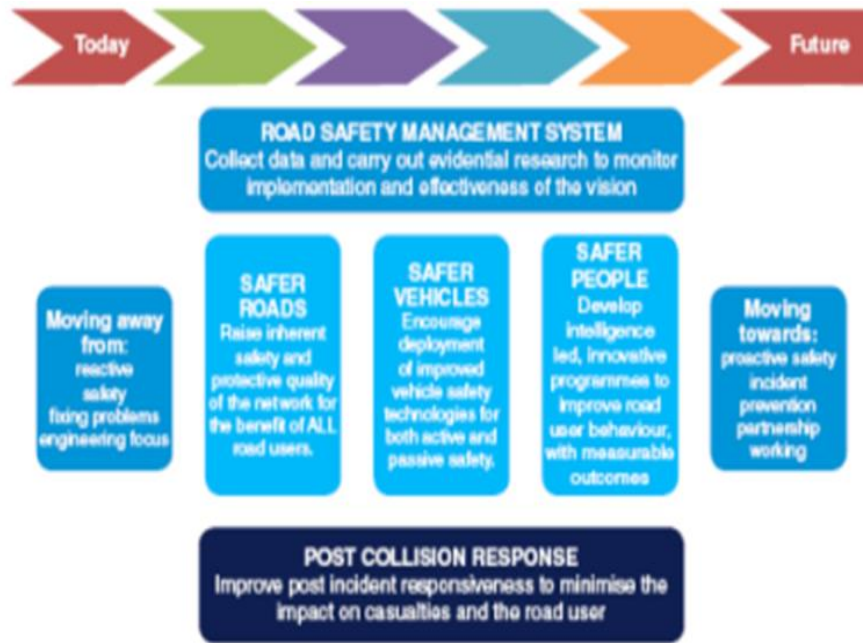 Today
Future
ROAD SAFETY MANAGEMENT SYSTEM
Collect data and carry out evidential research to monitor
implementation and effectiveness of the vision
Moving away
from:
reactive
safety
fixing problems
engineering focus
SAFER
ROADS
Raise inherent
safety and
protective quality
of the network for
the benefit of ALL
road users.
SAFER
VEHICLES
Encourage
deployment
of improved
vehicle safety
technologies for
both active and
passive safety.
SAFER
PEOPLE
Develop
intelligence
led, innovative
programmes to
improve road
user behaviour,
with measurable
outcomes
Moving
towards:
proactive safety
incident
prevention
partnership
working
POST COLLISION RESPONSE
Improve post incident responsiveness to minimise the
impact on casualties and the road user